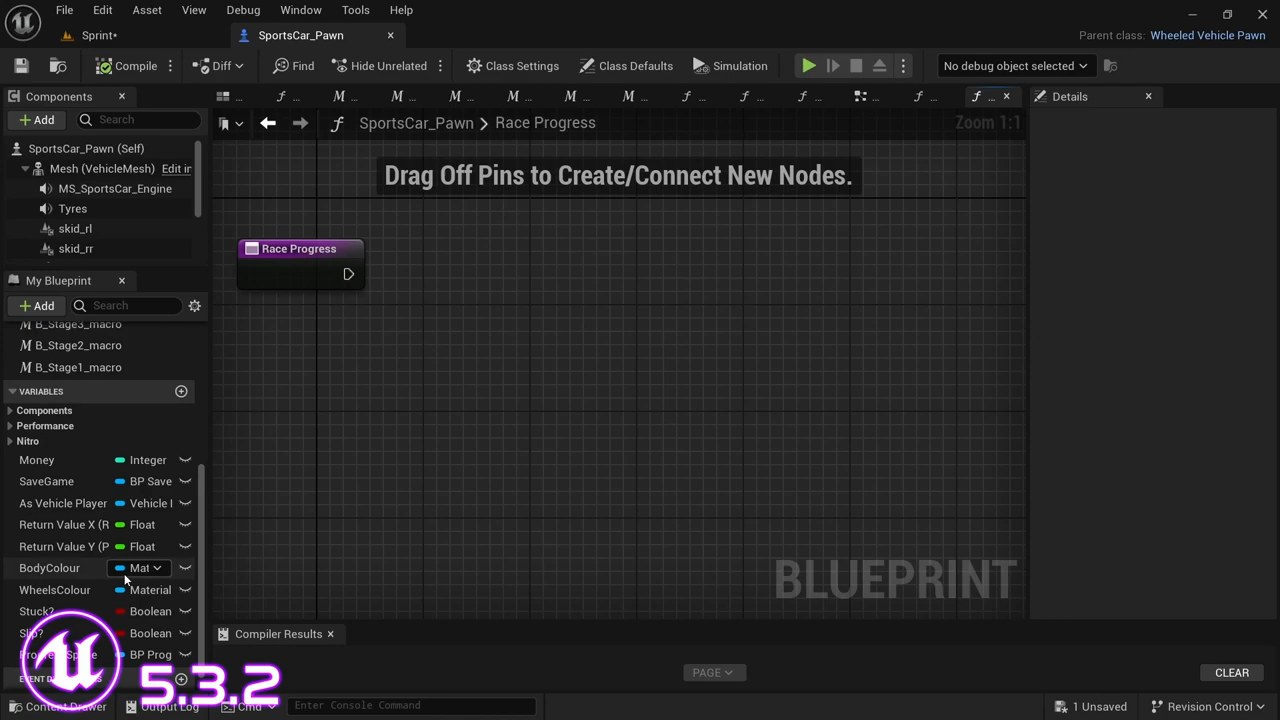 File Edit Asset View Debug Window Tools Help
Sprint* SportsCar_Pawn Parent class: Wheeled Vehicle Pawn
Compile Diff Find Hide Unrelated Class Settings Class Defaults Simulation No debug object selected
Components M ... M ... M ... M ... M ... M ... Details
Add Search SportsCar_Pawn Race Progress Zoom 1:1
SportsCar_Pawn (Self)
Mesh (VehicleMesh) Edit in
Drag Off Pins to Create/Connect New Nodes.
MS_SportsCar_Engine
Tyres
skid_rl
skid_rr
Race Progress
My Blueprint
Add Search
B_Stage3_macro
B_Stage2_macro
B_Stage1_macro
VARIABLES
Components
Performance
Nitro
Money Integer
SaveGame BP Save
As Vehicle Player Vehicle
Return Value X (R Float
Return Value Y (P Float
BodyColour Mat
WheelsColour Material
Stuck? Boolean
Slip? Boolean
BP Prog
BLUEPRINT
Compiler Results
PAGE CLEAR
5.3.2
Content Drawer Output Log Cmd Enter Console Command 1 Unsaved Revision Control